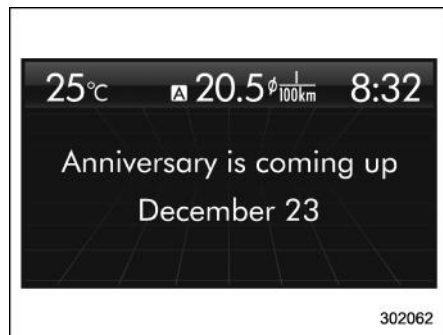 25°C A 20.5 ø l/100km 8:32
Anniversary is coming up
December 23
302062